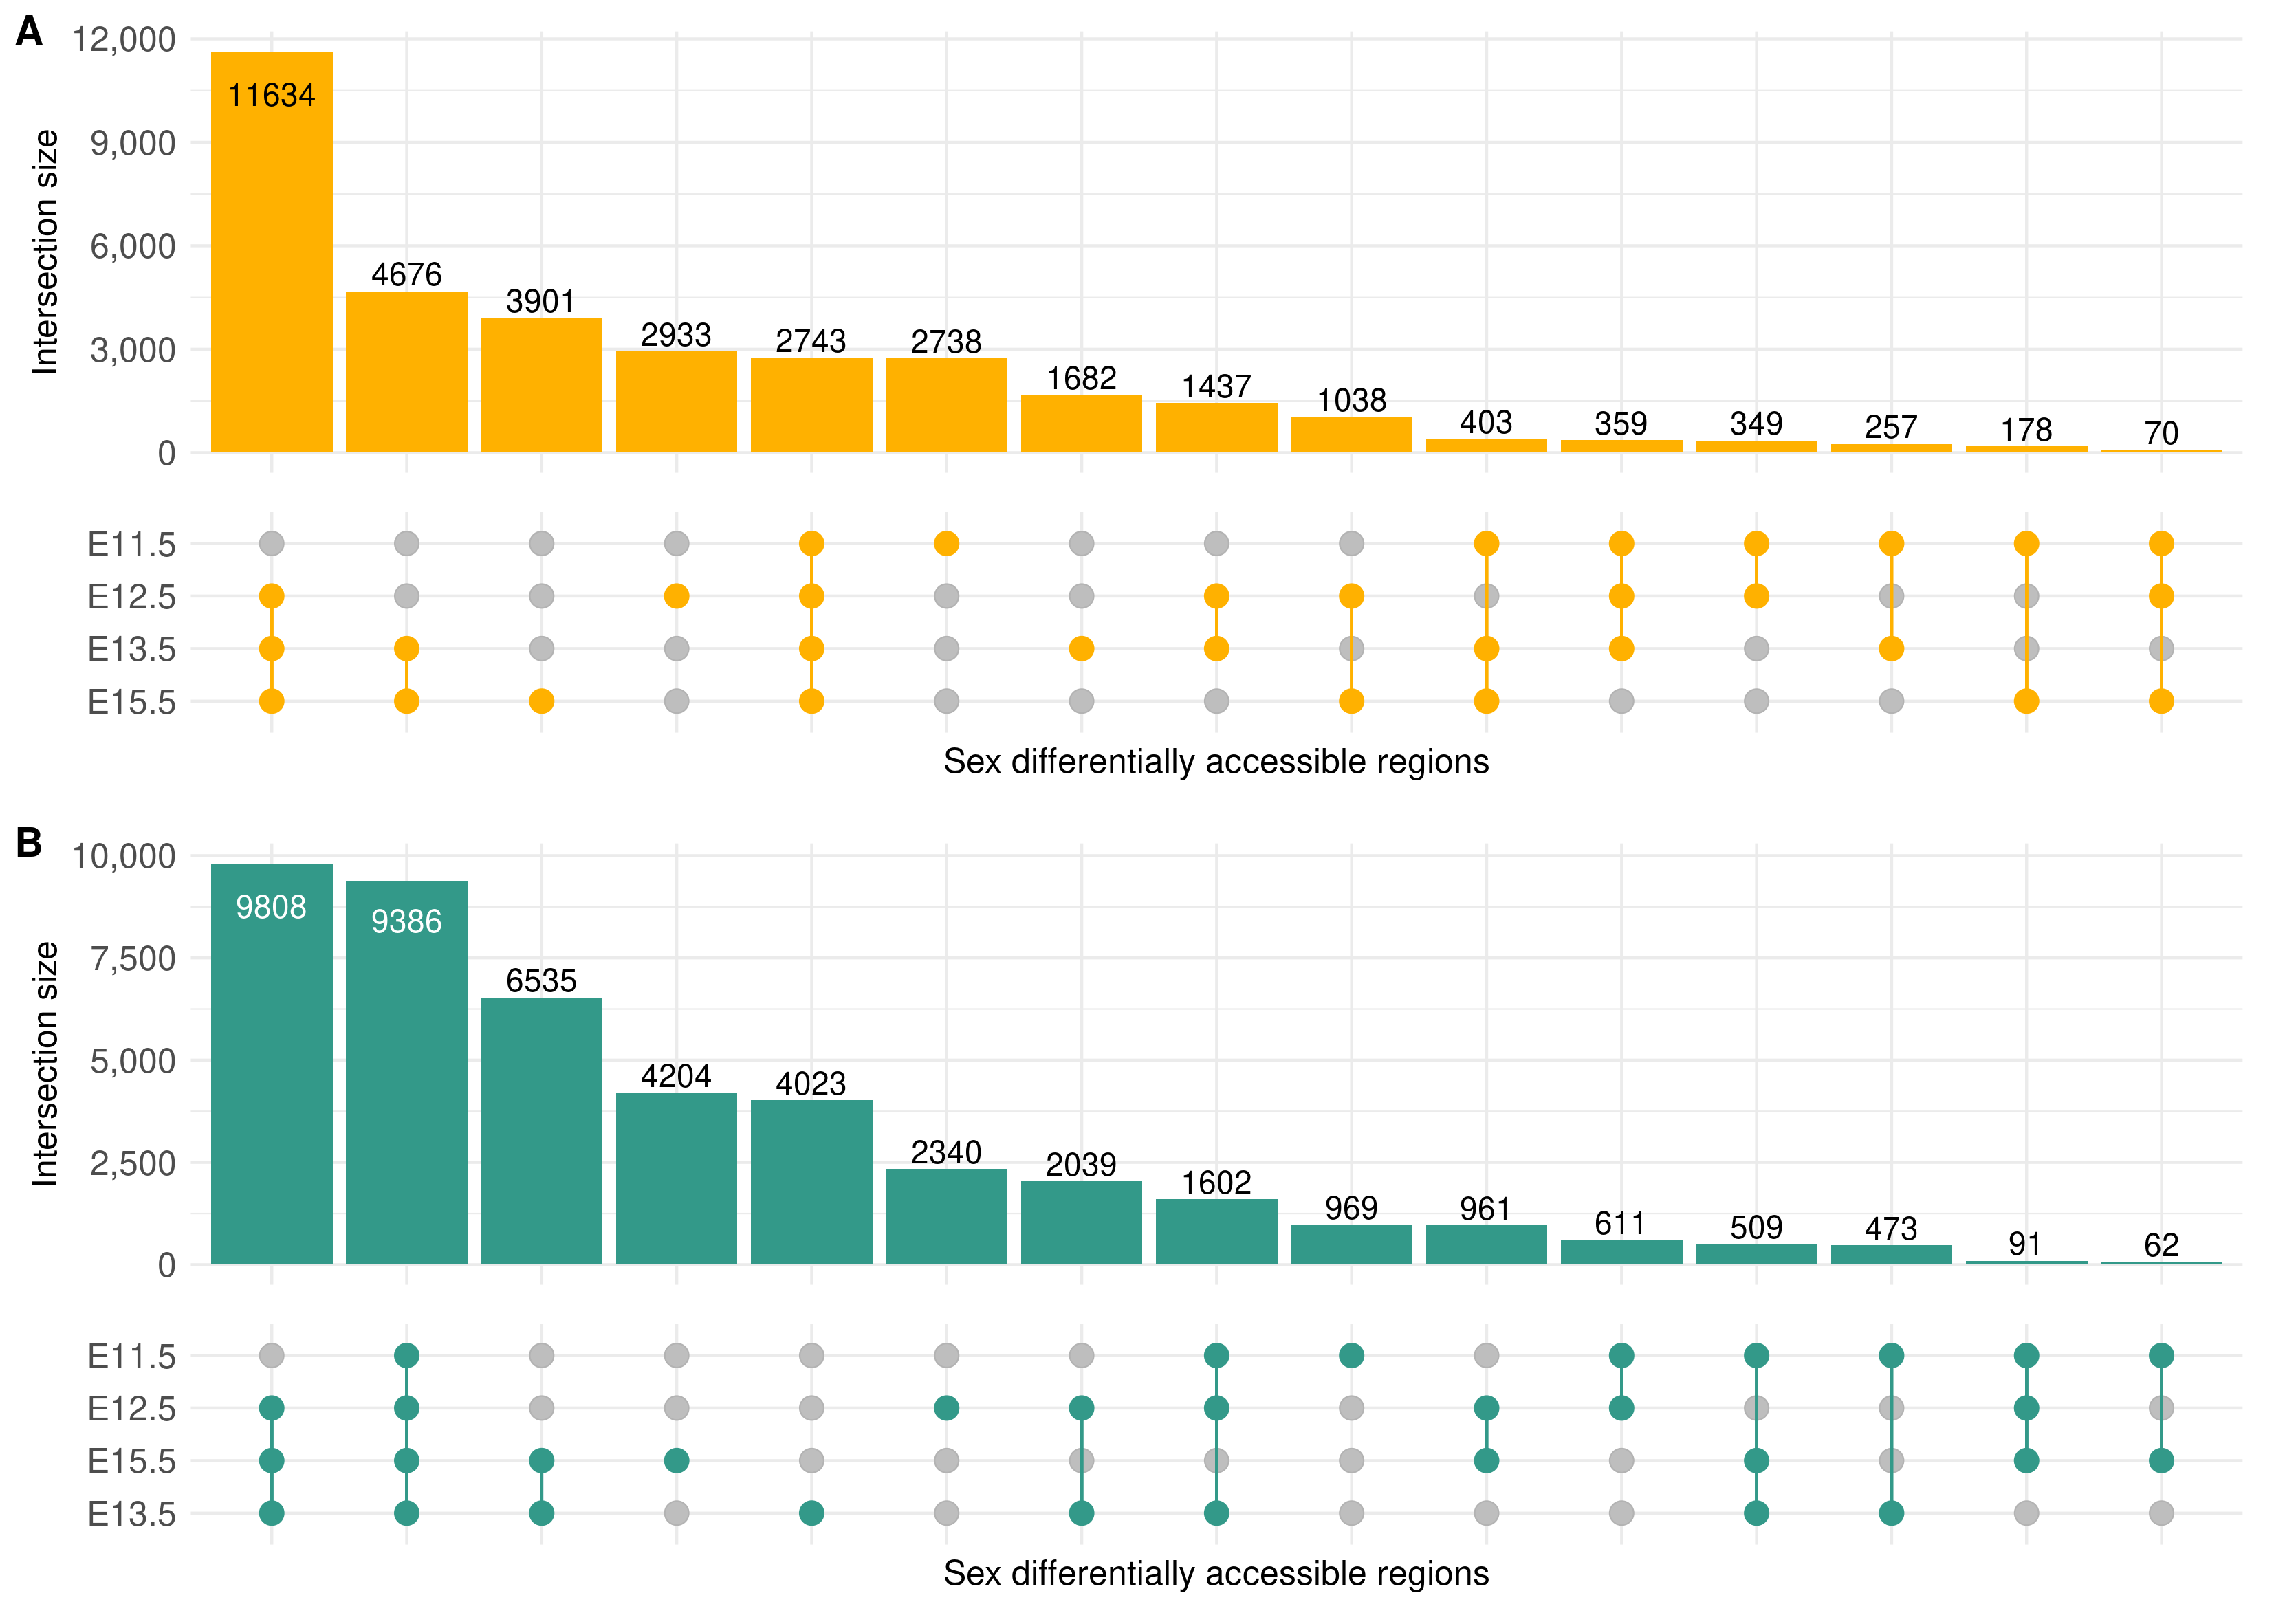 A
12,000
9,000
6,000
3,000
0
Intersection size
11634
4676
3901
2933
2743
2738
1682
1437
1038
403
359
349
257
178
70
E11.5
E12.5
E13.5
E15.5
Sex differentially accessible regions
B
10,000
7,500
5,000
2,500
0
Intersection size
9808
9386
6535
4204
4023
2340
2039
1602
969
961
611
509
473
91
62
E11.5
E12.5
E15.5
E13.5
Sex differentially accessible regions